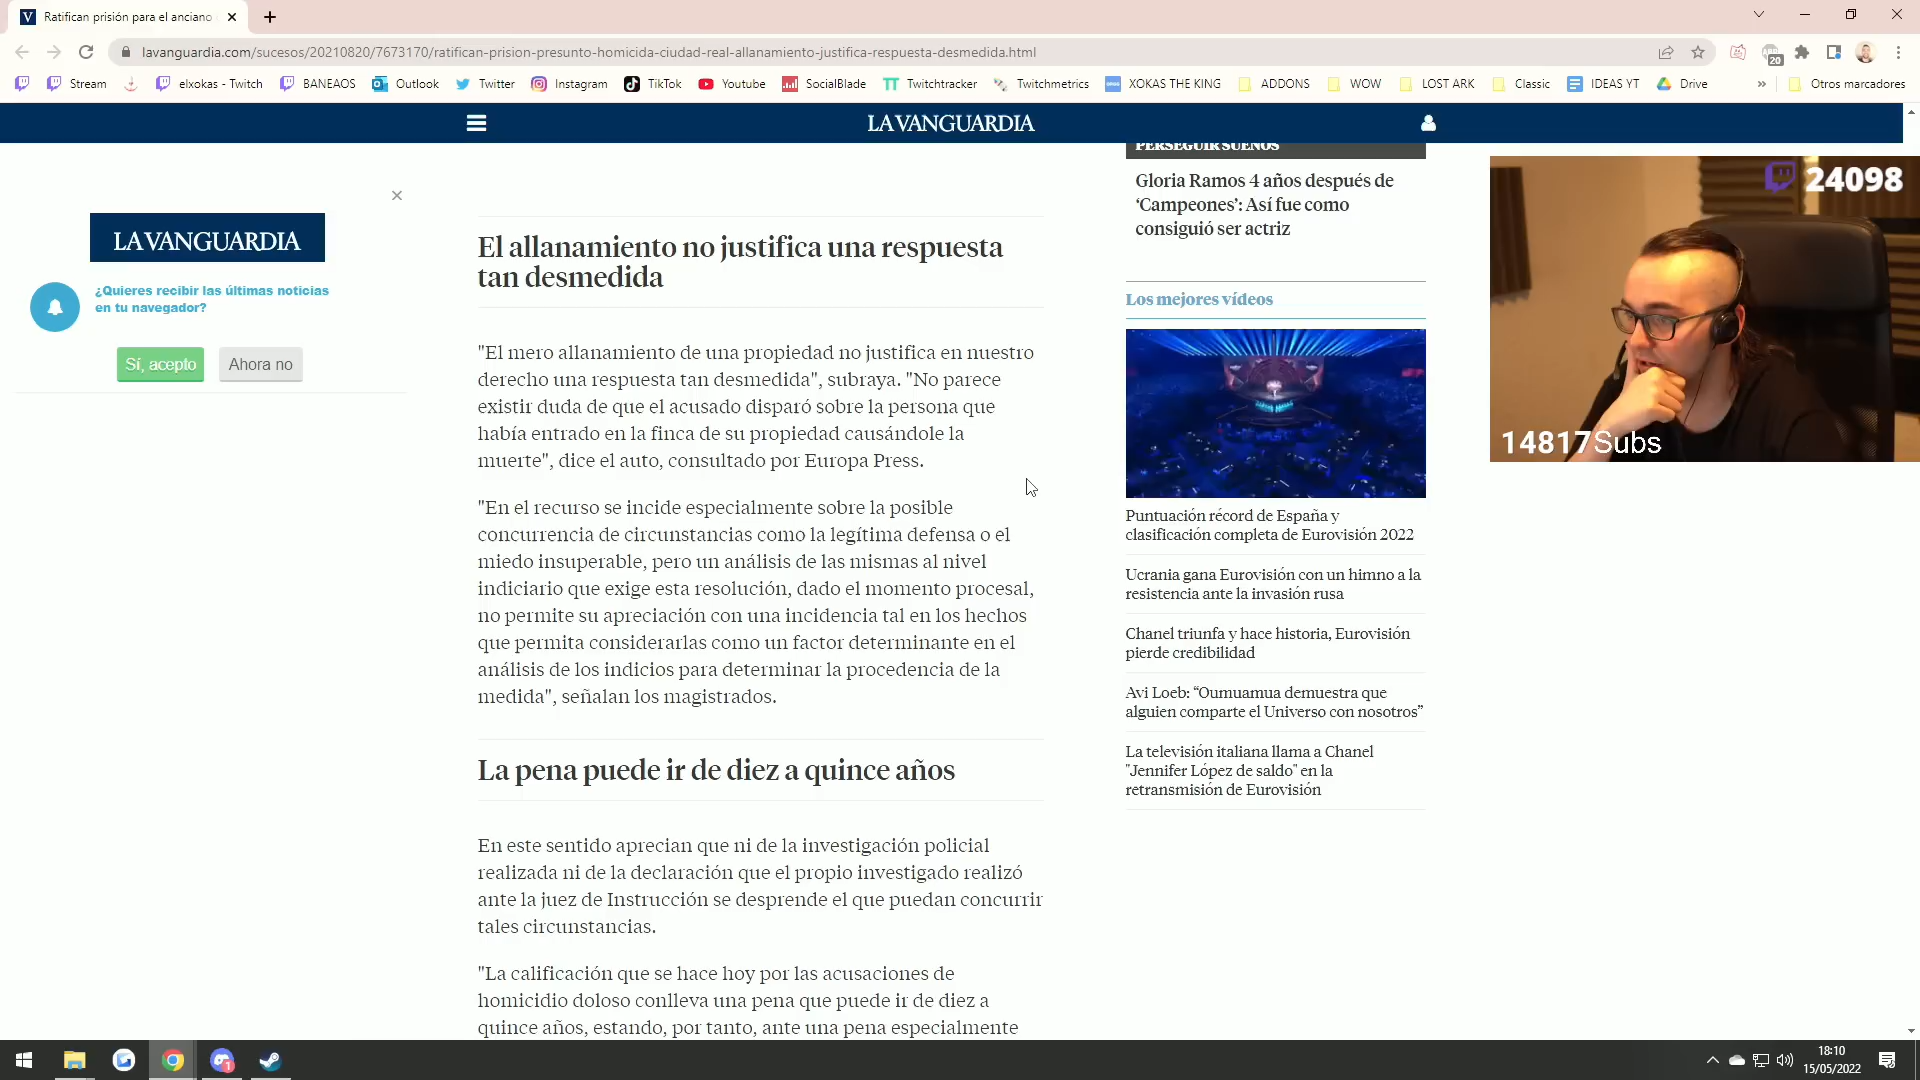 Ratifican prisión para el anciano
lavanguardia.com/sucesos/20210820/7673170/ratifican-prision-presunto-homicida-ciudad-real-allanamiento-justifica-respuesta-desmedida.html
20
Stream
elxokas - Twitch
BANEAOS
Outlook
Twitter
Instagram
TikTok
Youtube
SocialBlade
Twitchtracker
Twitchmetrics
XOKAS THE KING
ADDONS
WOW
LOST ARK
Classic
IDEAS YT
Drive
»
Otros marcadores
LA VANGUARDIA
LA VANGUARDIA
¿Quieres recibir las últimas noticias
en tu navegador?
Sí, acepto
Ahora no
El allanamiento no justifica una respuesta
tan desmedida
"El mero allanamiento de una propiedad no justifica en nuestro
derecho una respuesta tan desmedida", subraya. "No parece
existir duda de que el acusado disparó sobre la persona que
había entrado en la finca de su propiedad causándole la
muerte", dice el auto, consultado por Europa Press.
"En el recurso se incide especialmente sobre la posible
concurrencia de circunstancias como la legítima defensa o el
miedo insuperable, pero un análisis de las mismas al nivel
indiciario que exige esta resolución, dado el momento procesal,
no permite su apreciación con una incidencia tal en los hechos
que permita considerarlas como un factor determinante en el
análisis de los indicios para determinar la procedencia de la
medida", señalan los magistrados.
La pena puede ir de diez a quince años
En este sentido aprecian que ni de la investigación policial
realizada ni de la declaración que el propio investigado realizó
ante la juez de Instrucción se desprende el que puedan concurrir
tales circunstancias.
"La calificación que se hace hoy por las acusaciones de
homicidio doloso conlleva una pena que puede ir de diez a
quince años, estando, por tanto, ante una pena especialmente
PERSEGUIR SUEÑOS
Gloria Ramos 4 años después de
‘Campeones’: Así fue como
consiguió ser actriz
Los mejores vídeos
Puntuación récord de España y
clasificación completa de Eurovisión 2022
Ucrania gana Eurovisión con un himno a la
resistencia ante la invasión rusa
Chanel triunfa y hace historia, Eurovisión
pierde credibilidad
Avi Loeb: “Oumuamua demuestra que
alguien comparte el Universo con nosotros”
La televisión italiana llama a Chanel
"Jennifer López de saldo" en la
retransmisión de Eurovisión
24098
14817Subs
1
18:10
15/05/2022